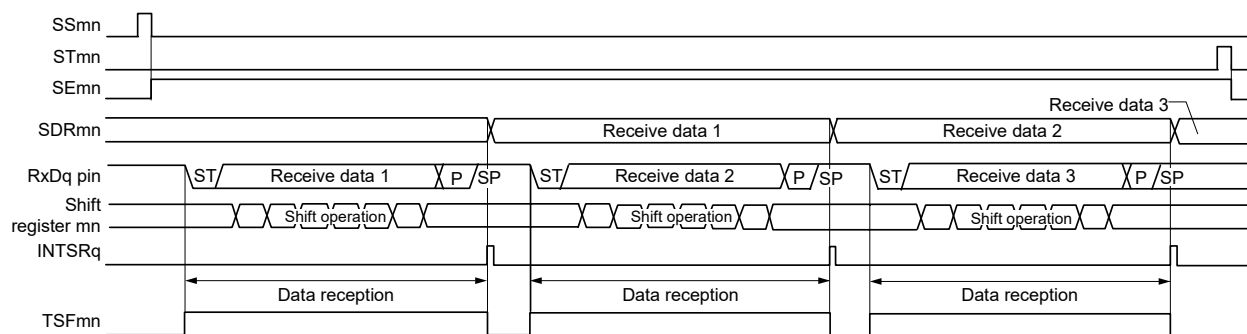 SSmn
STmn
SEmn
Receive data 3
SDRmn Receive data 1 Receive data 2
RxDq pin ST Receive data 1 P SP ST Receive data 2 P SP ST Receive data 3 P SP
Shift
register mn Shift operation Shift operation Shift operation
INTSRq
Data reception Data reception Data reception
TSFmn